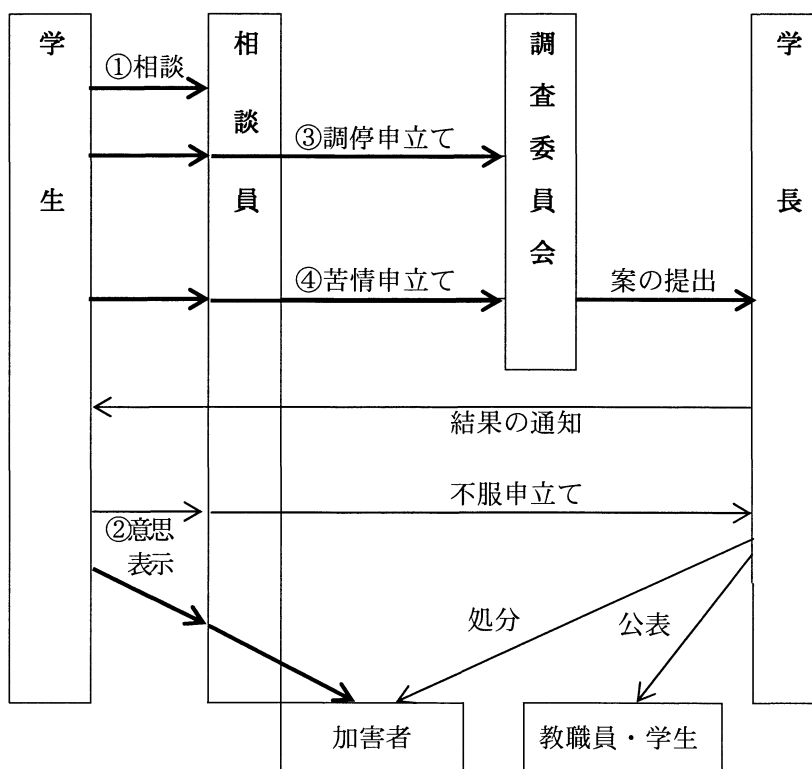 学生
相談員
調査委員会
学長
①相談
③調停申立て
④苦情申立て
案の提出
結果の通知
不服申立て
②意思
表示
処分
公表
加害者
教職員・学生